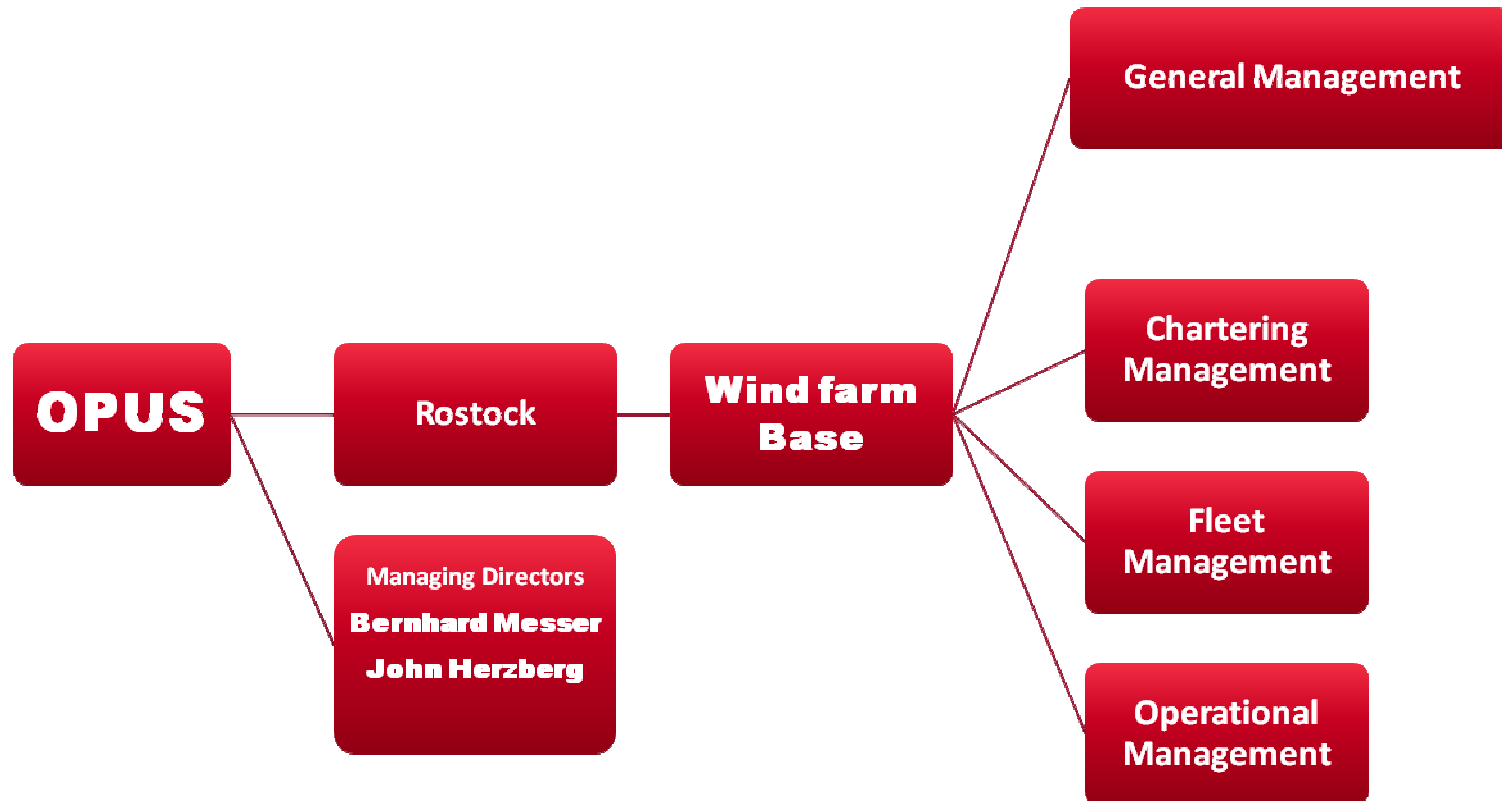 OPUS
Rostock
Managing Directors
Bernhard Messer
John Herzberg
Wind farm
Base
General Management
Chartering
Management
Fleet
Management
Operational
Management